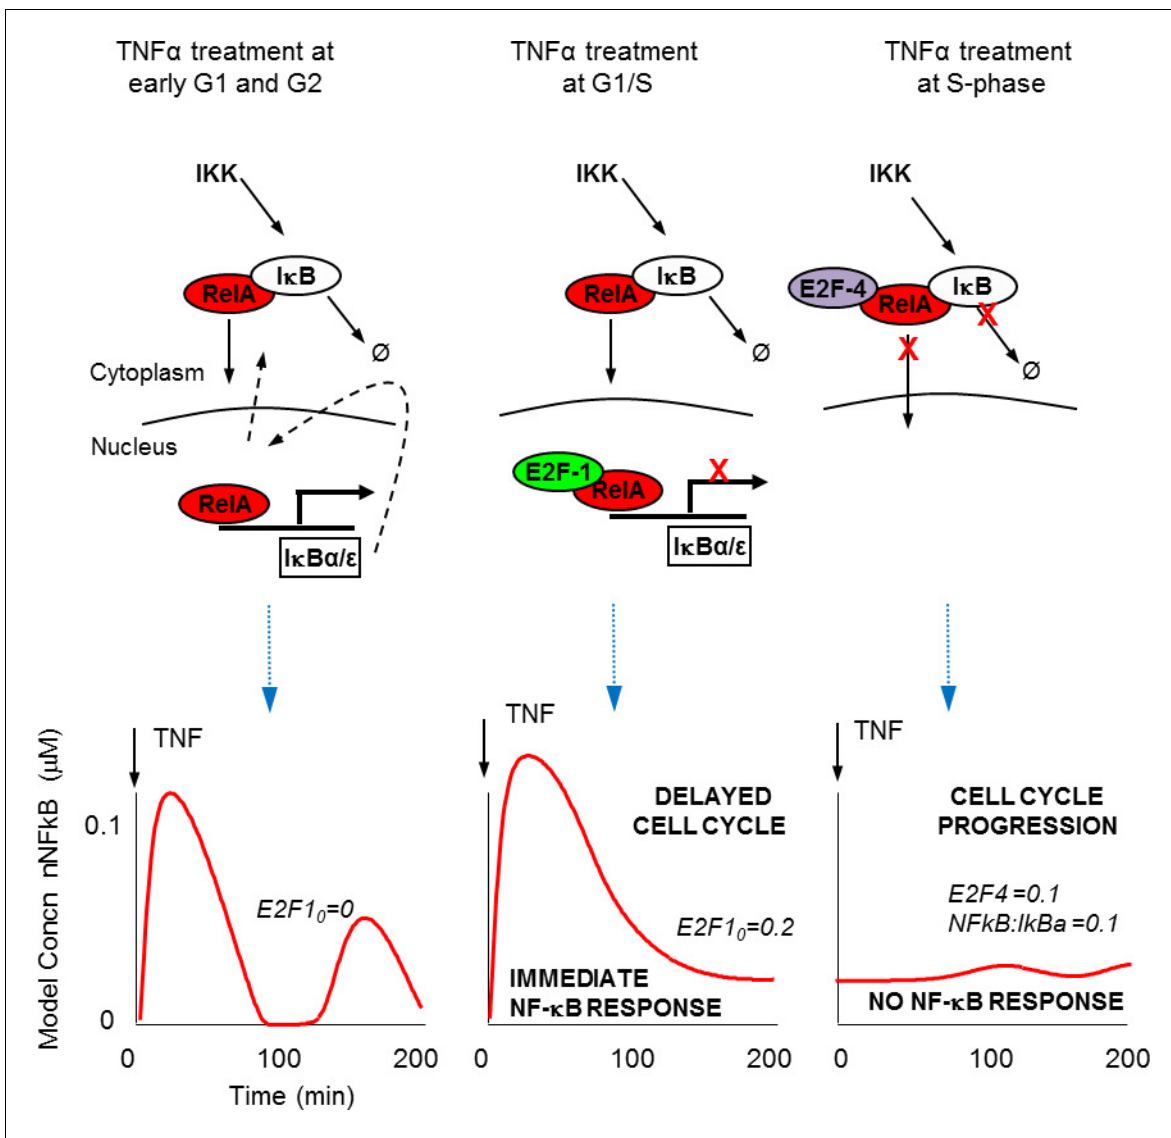 TNFα treatment at
early G1 and G2
IKK
IκB
RelA
Ø
Cytoplasm
Nucleus
RelA
IκBα/ε
TNFα treatment
at G1/S
IKK
IκB
RelA
Ø
E2F-1
X
RelA
IκBα/ε
TNFα treatment
at S-phase
IKK
E2F-4
IκB
RelA
X
X
Ø
Model Concn nNFkB (μM)
TNF
0.1
E2F1₀=0
0
0 100 200
Time (min)
TNF
DELAYED
CELL CYCLE
E2F1₀=0.2
IMMEDIATE
NF-κB RESPONSE
0 100 200
TNF
CELL CYCLE
PROGRESSION
E2F4=0.1
NFkB:IkBa=0.1
NO NF-κB RESPONSE
0 100 200